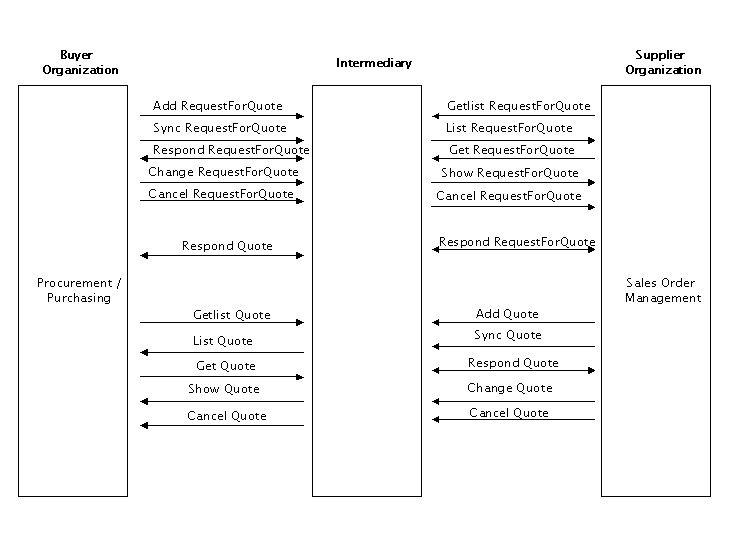 Buyer
Organization
Intermediary
Supplier
Organization
Add RequestForQuote
Sync RequestForQuote
Respond RequestForQuote
Change RequestForQuote
Cancel RequestForQuote
Respond Quote
Procurement /
Purchasing
Getlist Quote
List Quote
Get Quote
Show Quote
Cancel Quote
Getlist RequestForQuote
List RequestForQuote
Get RequestForQuote
Show RequestForQuote
Cancel RequestForQuote
Respond RequestForQuote
Sales Order
Management
Add Quote
Sync Quote
Respond Quote
Change Quote
Cancel Quote